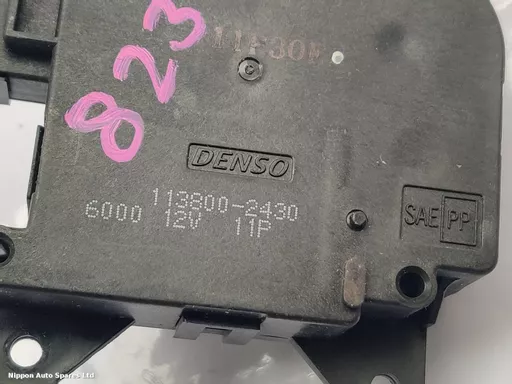 823
DENSO
113800-2430
6000 12V 11P
SAE PP
Nippon Auto Spares Ltd